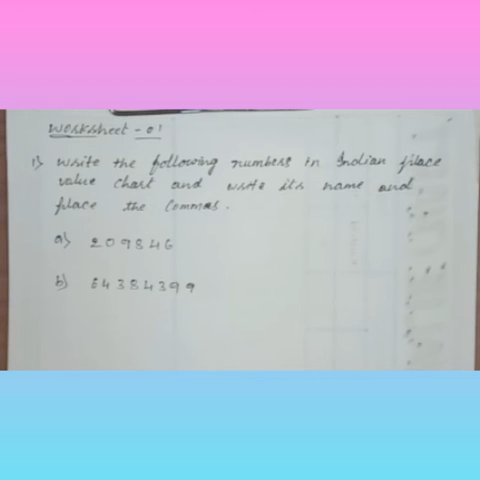 Worksheet - 01
1) Write the following numbers in Indian place
value chart and write its name and
place the Commas.
a) 209846
b) 64384399